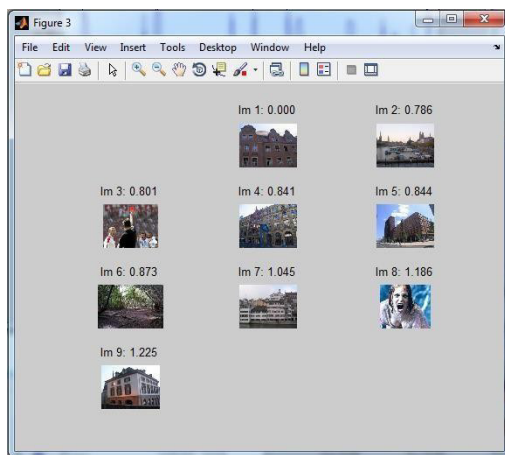 Figure 3
File Edit View Insert Tools Desktop Window Help
Im 1: 0.000 Im 2: 0.786
Im 3: 0.801 Im 4: 0.841 Im 5: 0.844
Im 6: 0.873 Im 7: 1.045 Im 8: 1.186
Im 9: 1.225